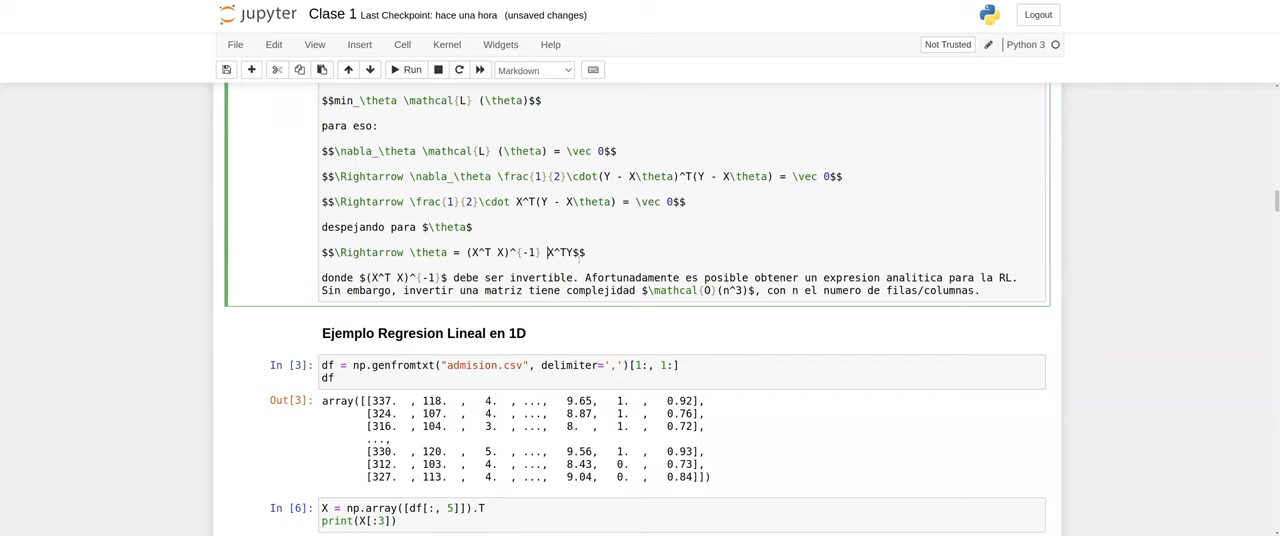 jupyter Clase 1 Last Checkpoint: hace una hora (unsaved changes) Logout
File Edit View Insert Cell Kernel Widgets Help Not Trusted Python 3
Run Markdown
$$min_\theta \mathcal{L} (\theta)$$
para eso:
$$\nabla_\theta \mathcal{L} (\theta) = \vec 0$$
$$\Rightarrow \nabla_\theta \frac{1}{2}\cdot(Y - X\theta)^T(Y - X\theta) = \vec 0$$
$$\Rightarrow \frac{1}{2}\cdot X^T(Y - X\theta) = \vec 0$$
despejando para $\theta$
$$\Rightarrow \theta = (X^T X)^{-1} X^TY$$
donde $(X^T X)^{-1}$ debe ser invertible. Afortunadamente es posible obtener un expresion analitica para la RL.
Sin embargo, invertir una matriz tiene complejidad $\mathcal{O}(n^3)$, con n el numero de filas/columnas.
Ejemplo Regresion Lineal en 1D
In [3]: df = np.genfromtxt("admision.csv", delimiter=',')[1:, 1:]
df
Out[3]: array([[337. , 118. , 4. , ..., 9.65, 1. , 0.92],
[324. , 107. , 4. , ..., 8.87, 1. , 0.76],
[316. , 104. , 3. , ..., 8. , 1. , 0.72],
...,
[330. , 120. , 5. , ..., 9.56, 1. , 0.93],
[312. , 103. , 4. , ..., 8.43, 0. , 0.73],
[327. , 113. , 4. , ..., 9.04, 0. , 0.84]])
In [6]: X = np.array([df[:, 5]]).T
print(X[:3])